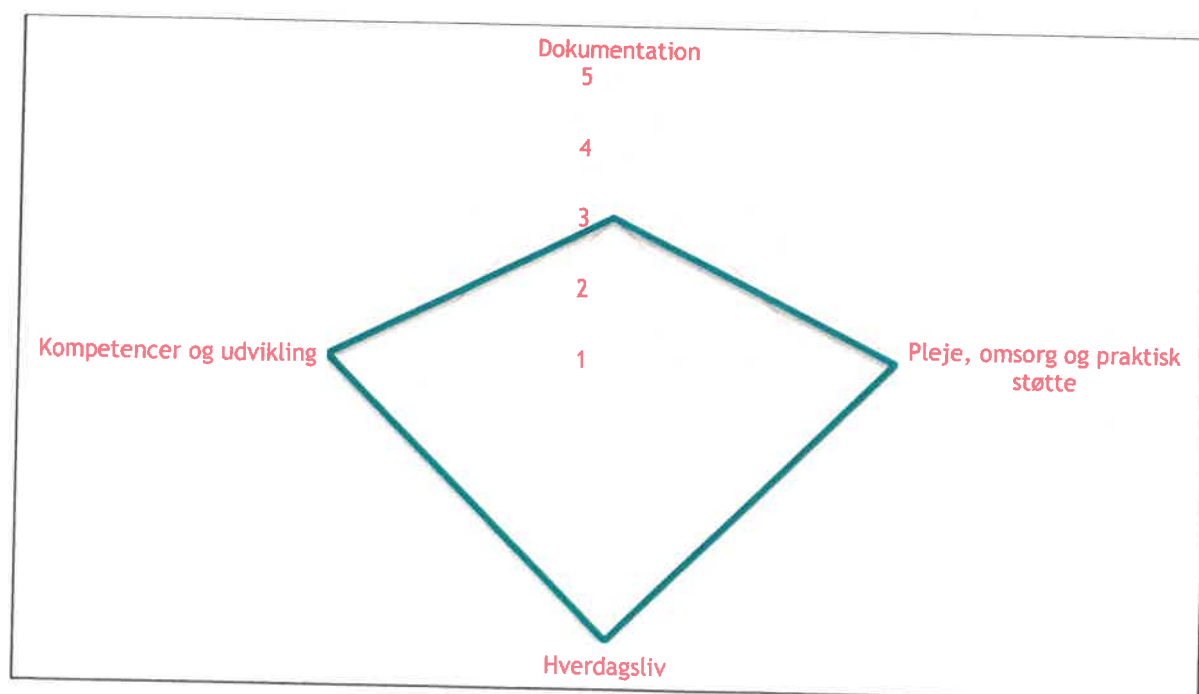 Dokumentation
5
4
3
2
Kompetencer og udvikling
1
Pleje, omsorg og praktisk
støtte
Hverdagsliv